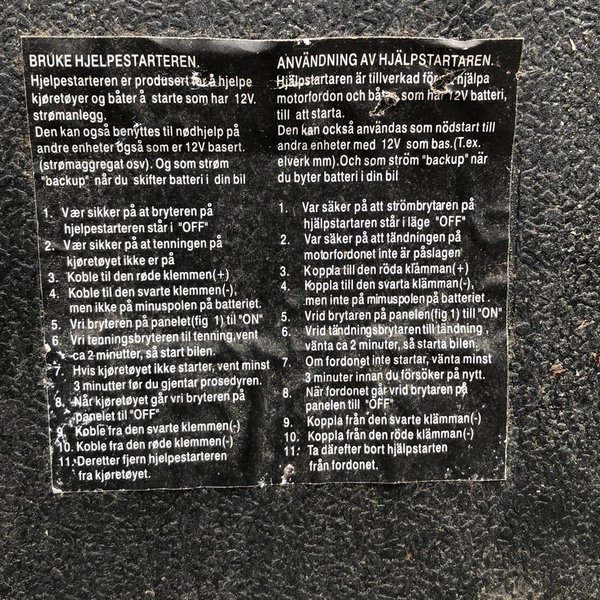 BRUKE HJELPESTARTEREN.
Hjelpestarteren er produsert for å hjelpe
kjøretøyer og båter å starte som har 12V.
strømanlegg.
Den kan også benyttes til nødhjelp på
andre enheter også som er 12V basert.
(strømaggregat osv). Og som strøm
"backup" når du skifter batteri i din bil
1. Vær sikker på at bryteren på
hjelpestarteren står i "OFF"
2. Vær sikker på at tenningen på
kjøretøyet ikke er på
3. Koble til den røde klemmen(+)
4. Koble til den svarte klemmen(-),
men ikke på minuspolen på batteriet.
5. Vri bryteren på panelet(fig 1) til "ON"
6. Vri tenningsbryteren til tenning,vent
ca 2 minutter, så start bilen.
7. Hvis kjøretøyet ikke starter, vent minst
3 minutter før du gjentar prosedyren.
8. Når kjøretøyet går vri bryteren på
panelet til "OFF"
9. Koble fra den svarte klemmen(-)
10. Koble fra den røde klemmen(-)
11. Deretter fjern hjelpestarteren
fra kjøretøyet.
ANVÄNDNING AV HJÄLPSTARTAREN.
Hjälpstartaren är tillverkad för hjälpa
motorfordon och båtar som har 12V batteri,
till att starta.
Den kan också användas som nödstart till
andra enheter med 12V som bas.(T.ex.
elverk mm).Och som ström "backup" när
du byter batteri i din bil
1. Var säker på att strömbrytaren på
hjälpstartaren står i läge "OFF"
2. Var säker på att tändningen på
motorfordonet inte är påslagen
3. Koppla till den röda klämman(+)
4. Koppla till den svarta klämman(-),
men inte på mimuspolen på batteriet .
5. Vrid brytaren på panelen(fig 1) till "ON"
6. Vrid tändningsbrytaren till tändning ,
vänta ca 2 minuter, så starta bilen.
7. Om fordonet inte startar, vänta minst
3 minuter innan du försöker på nytt.
8. När fordonet går vrid brytaren på
panelen till "OFF"
9. Koppla från den svarta klämman(-)
10. Koppla från den röde klämman(-)
11. Ta därefter bort hjälpstarten
från fordonet.